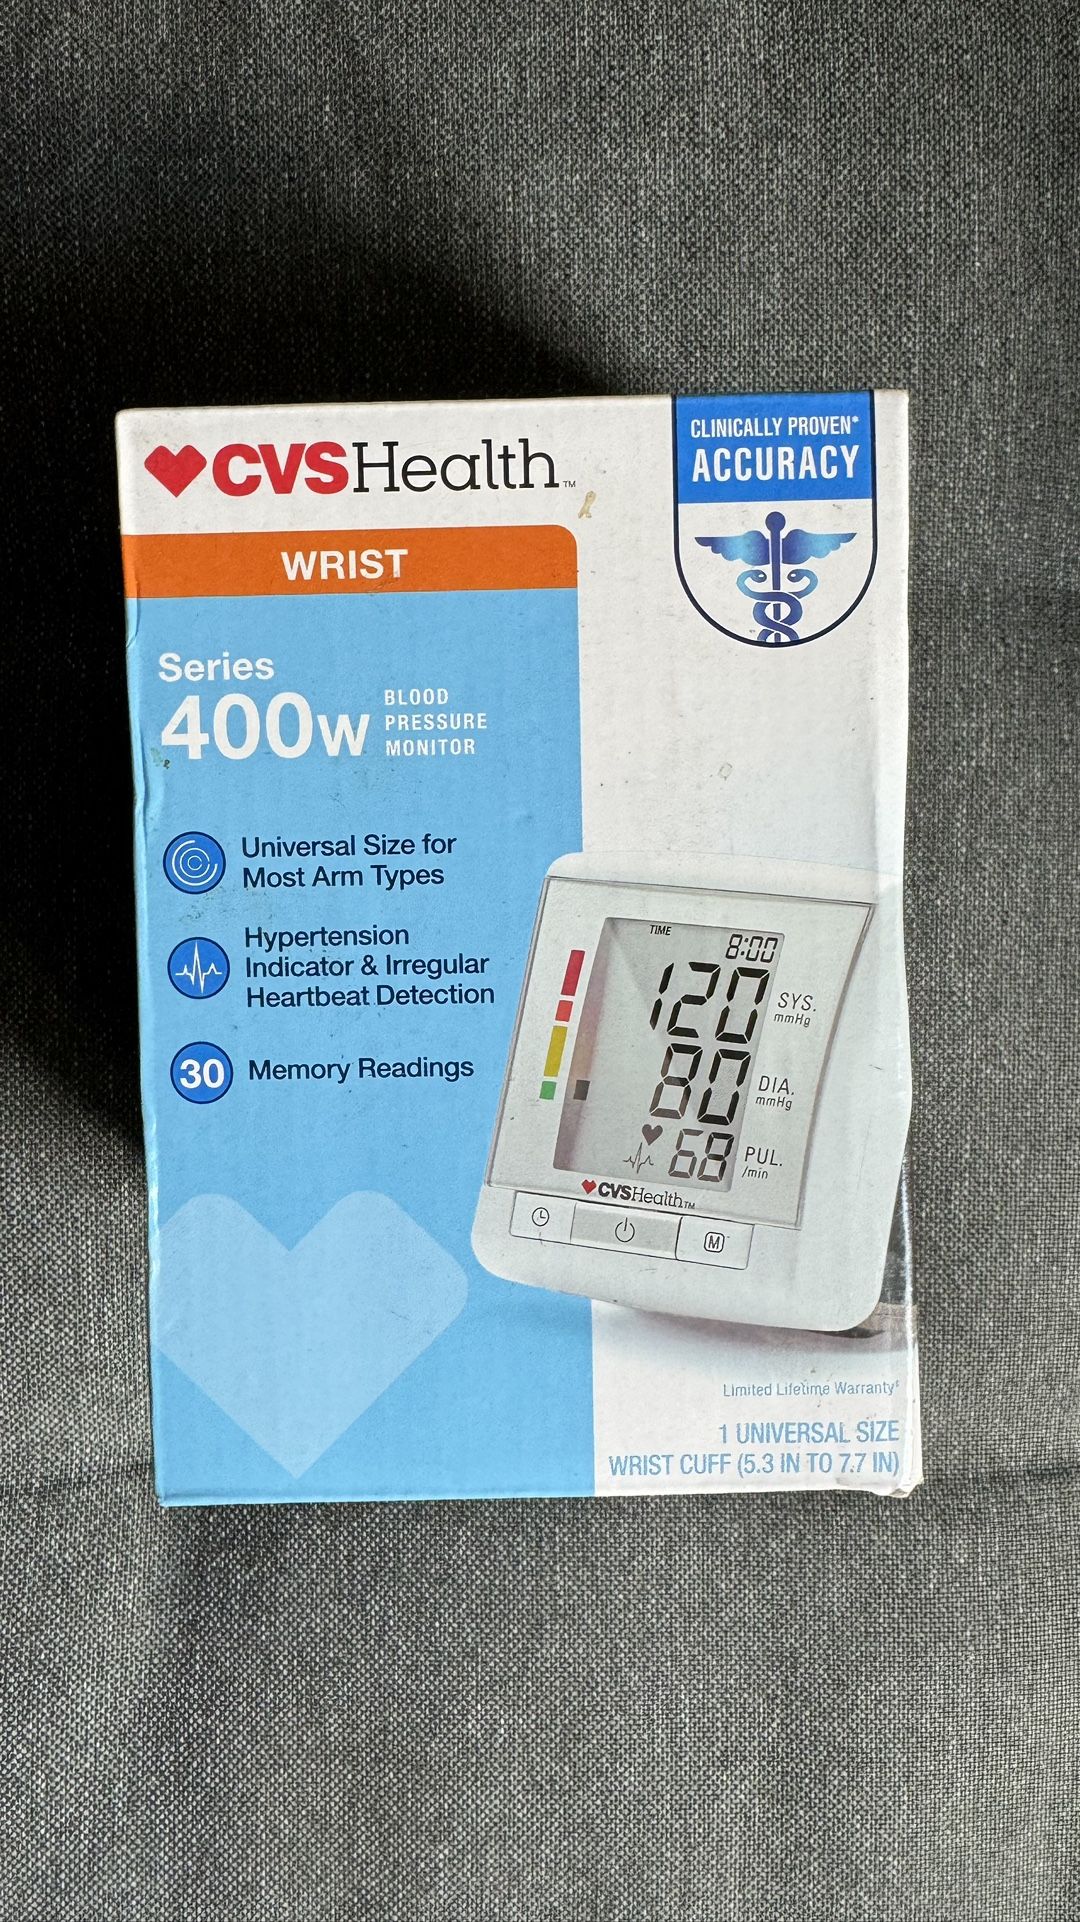 CVSHealth™
CLINICALLY PROVEN*
ACCURACY
WRIST
Series
400w
BLOOD
PRESSURE
MONITOR
Universal Size for
Most Arm Types
Hypertension
Indicator & Irregular
Heartbeat Detection
30 Memory Readings
TIME 8:00
120 SYS. mmHg
80 DIA. mmHg
68 PUL. /min
CVSHealth™
M
Limited Lifetime Warranty‡
1 UNIVERSAL SIZE
WRIST CUFF (5.3 IN TO 7.7 IN)